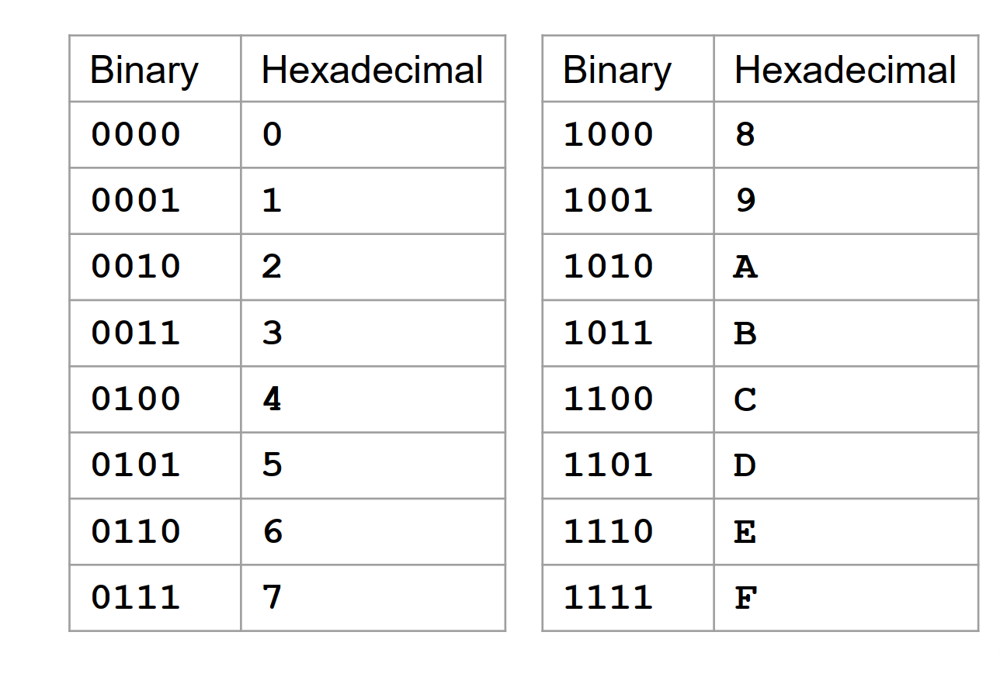 Binary Hexadecimal
0000 0
0001 1
0010 2
0011 3
0100 4
0101 5
0110 6
0111 7
Binary Hexadecimal
1000 8
1001 9
1010 A
1011 B
1100 C
1101 D
1110 E
1111 F